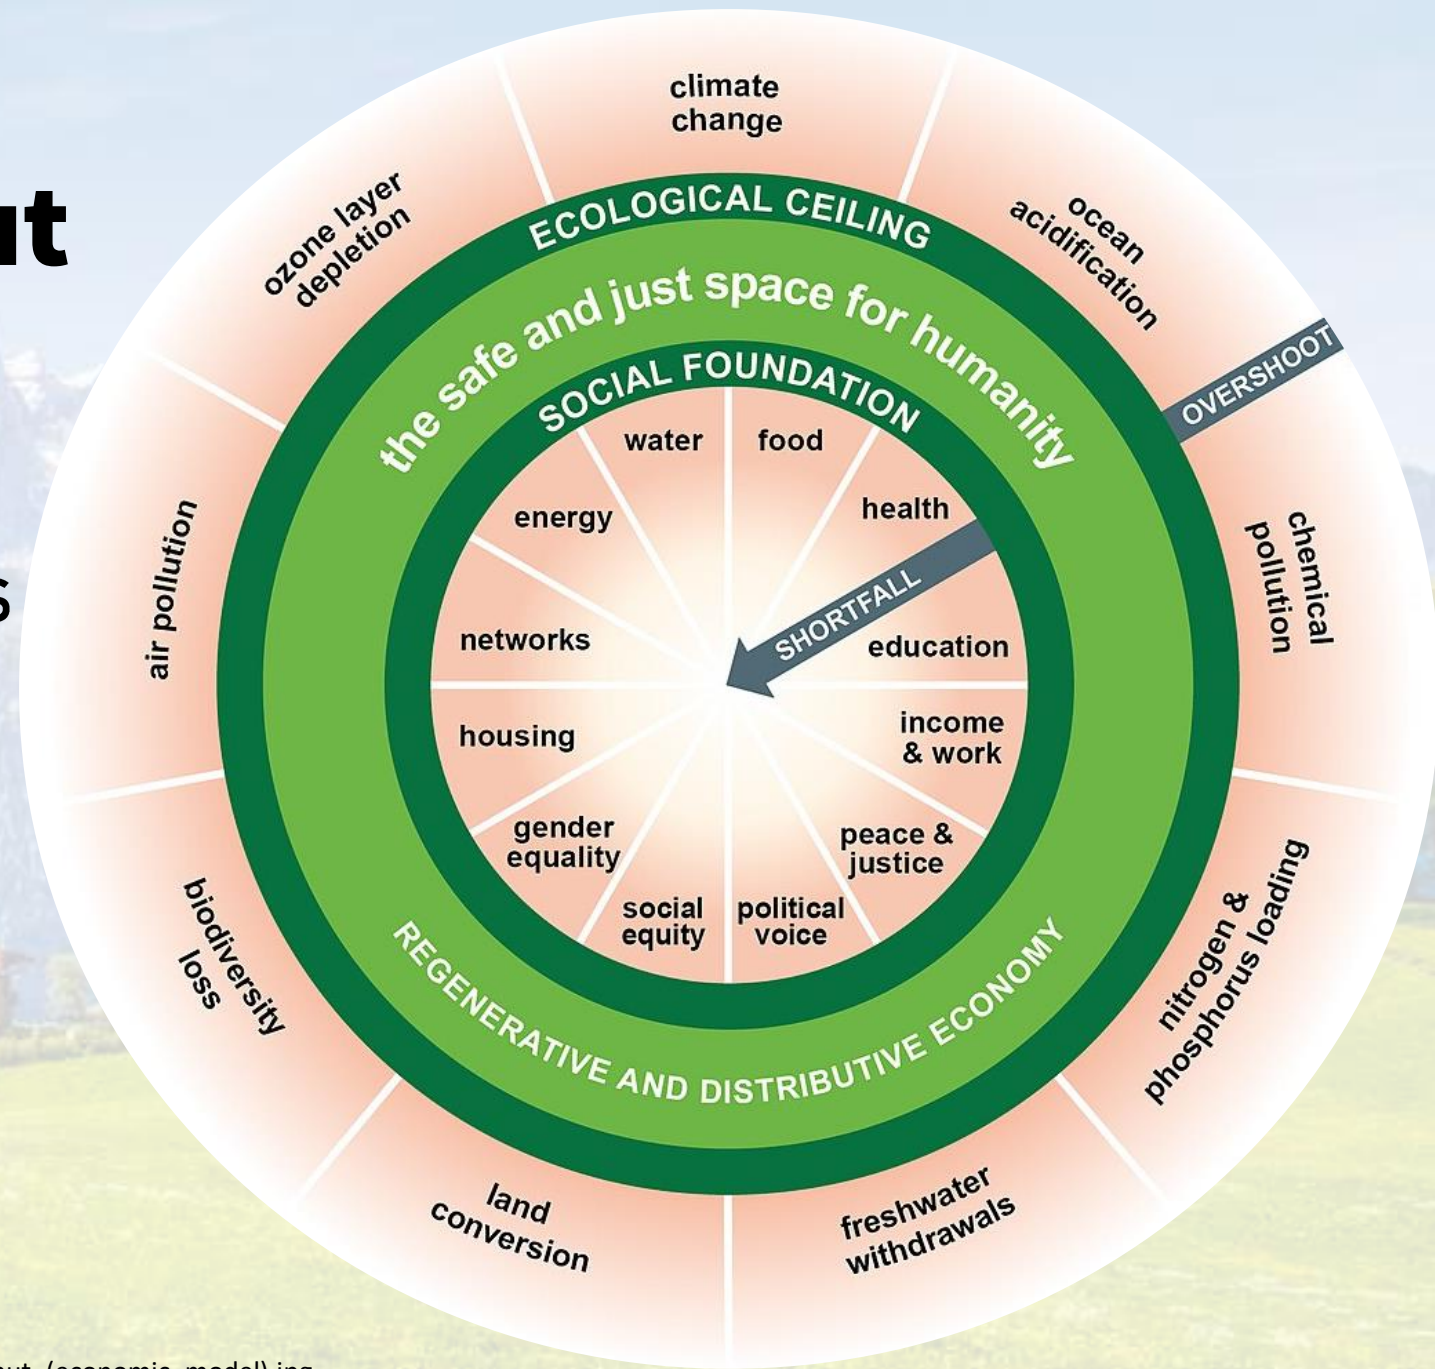 ut
s
climate
change
ocean
acidification
OVERSHOOT
chemical
pollution
nitrogen &
phosphorus loading
freshwater
withdrawals
land
conversion
biodiversity
loss
air pollution
ozone layer
depletion
ECOLOGICAL CEILING
the safe and just space for humanity
SOCIAL FOUNDATION
water
food
health
SHORTFALL
education
income
& work
peace &
justice
political
voice
social
equity
gender
equality
housing
networks
energy
REGENERATIVE AND DISTRIBUTIVE ECONOMY